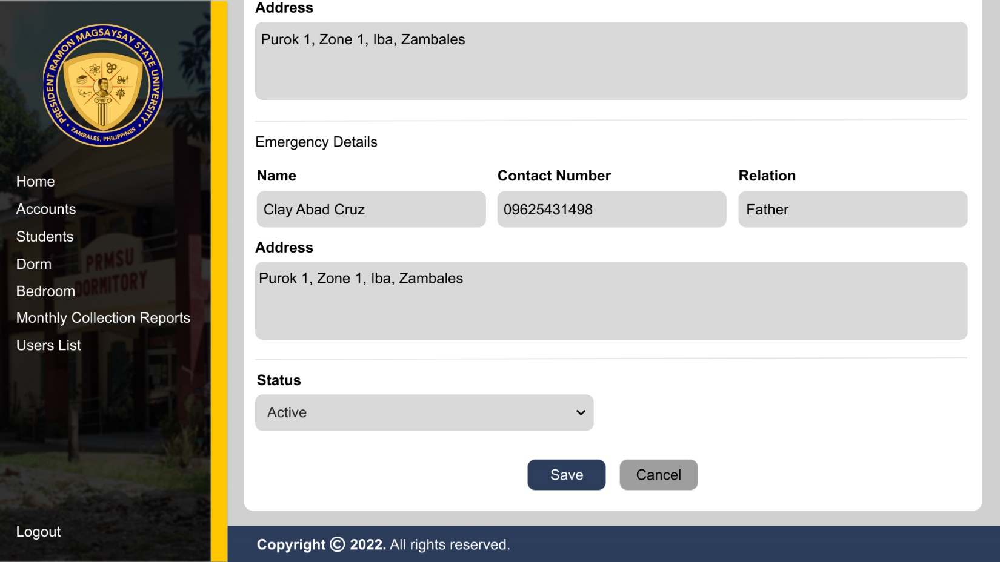 PRESIDENT RAMON MAGSAYSAY STATE UNIVERSITY
ZAMBALES, PHILIPPINES
Home
Accounts
Students
Dorm
Bedroom
Monthly Collection Reports
Users List
Logout
PRMSU
DORMITORY
Address
Purok 1, Zone 1, Iba, Zambales
Emergency Details
Name Contact Number Relation
Clay Abad Cruz 09625431498 Father
Address
Purok 1, Zone 1, Iba, Zambales
Status
Active
Save Cancel
Copyright © 2022. All rights reserved.